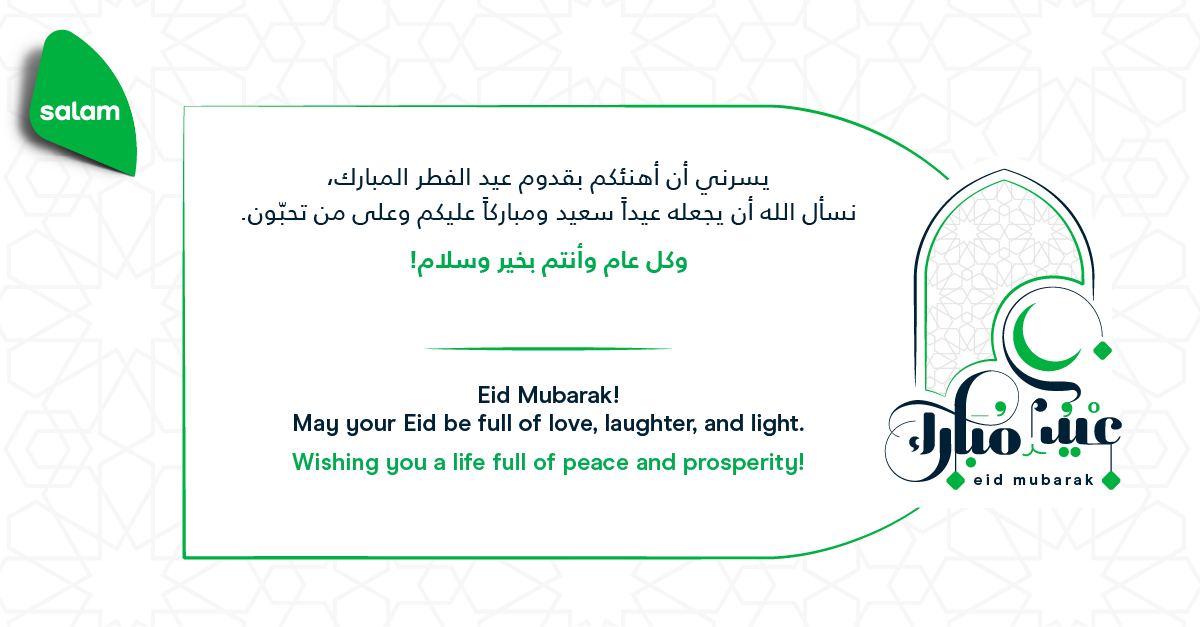 salam
يسرني أن أهنئكم بقدوم عيد الفطر المبارك،
نسأل الله أن يجعله عيداً سعيد ومباركاً عليكم وعلى من تحبّون.
وكل عام وأنتم بخير وسلام!
Eid Mubarak!
May your Eid be full of love, laughter, and light.
Wishing you a life full of peace and prosperity!
عيد مبارك
eid mubarak